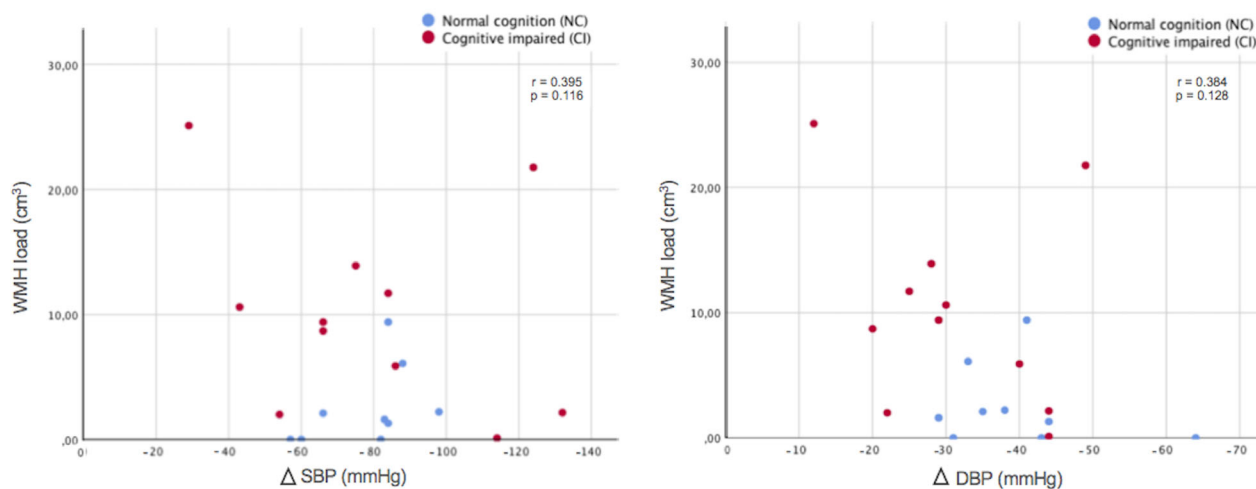 Normal cognition (NC)
Cognitive impaired (CI)
r = 0.395
p = 0.116
WMH load (cm³)
30,00
20,00
10,00
,00
0 -20 -40 -60 -80 -100 -120 -140
Δ SBP (mmHg)
Normal cognition (NC)
Cognitive impaired (CI)
r = 0.384
p = 0.128
WMH load (cm³)
30,00
20,00
10,00
,00
0 -10 -20 -30 -40 -50 -60 -70
Δ DBP (mmHg)